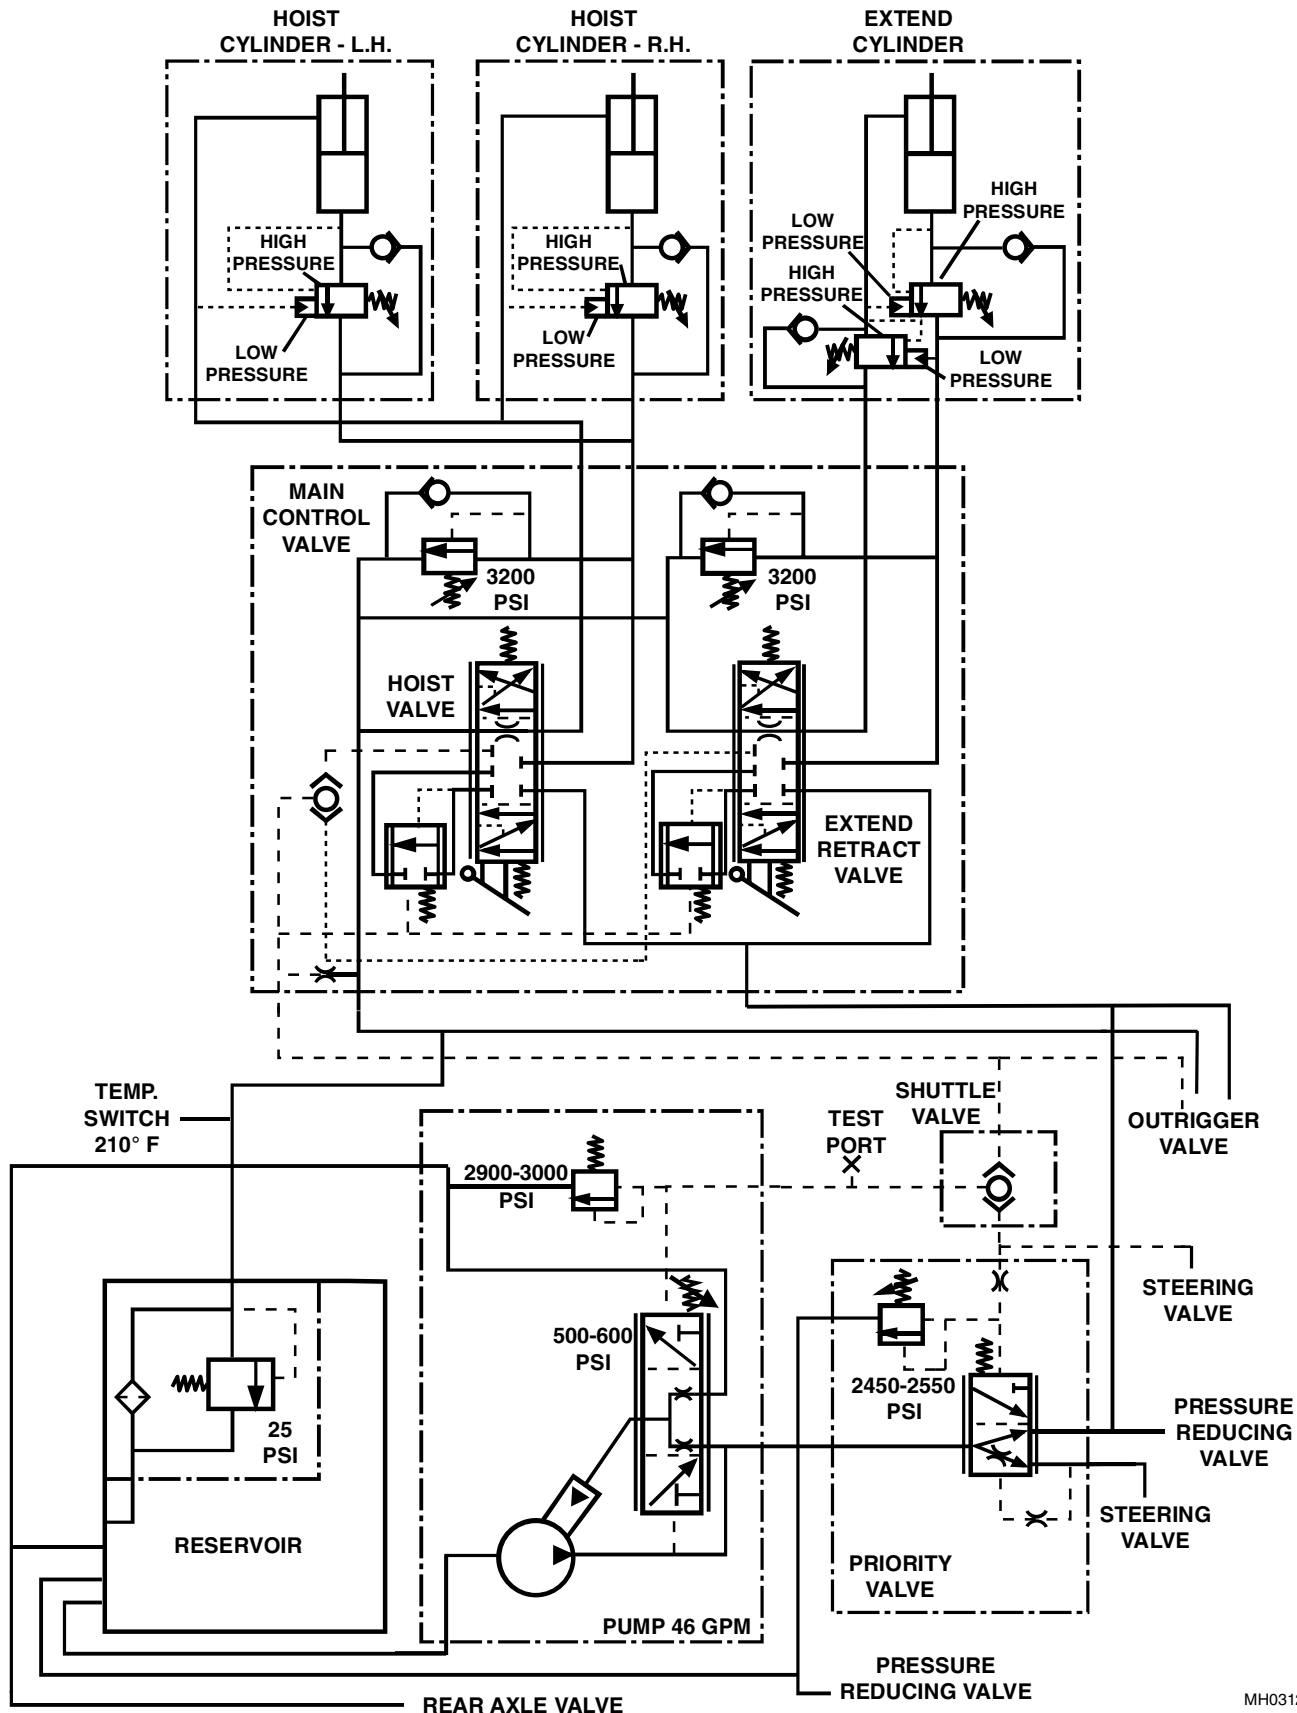 HOIST
CYLINDER - L.H.
HOIST
CYLINDER - R.H.
EXTEND
CYLINDER
HIGH
PRESSURE
LOW
PRESSURE
HIGH
PRESSURE
LOW
PRESSURE
HIGH
PRESSURE
LOW
PRESSURE
HIGH
PRESSURE
LOW
PRESSURE
MAIN
CONTROL
VALVE
3200
PSI
3200
PSI
HOIST
VALVE
EXTEND
RETRACT
VALVE
TEMP.
SWITCH
210° F
TEST
PORT
SHUTTLE
VALVE
OUTRIGGER
VALVE
2900-3000
PSI
STEERING
VALVE
500-600
PSI
2450-2550
PSI
PRESSURE
REDUCING
VALVE
25
PSI
STEERING
VALVE
RESERVOIR
PRIORITY
VALVE
PUMP 46 GPM
PRESSURE
REDUCING VALVE
REAR AXLE VALVE